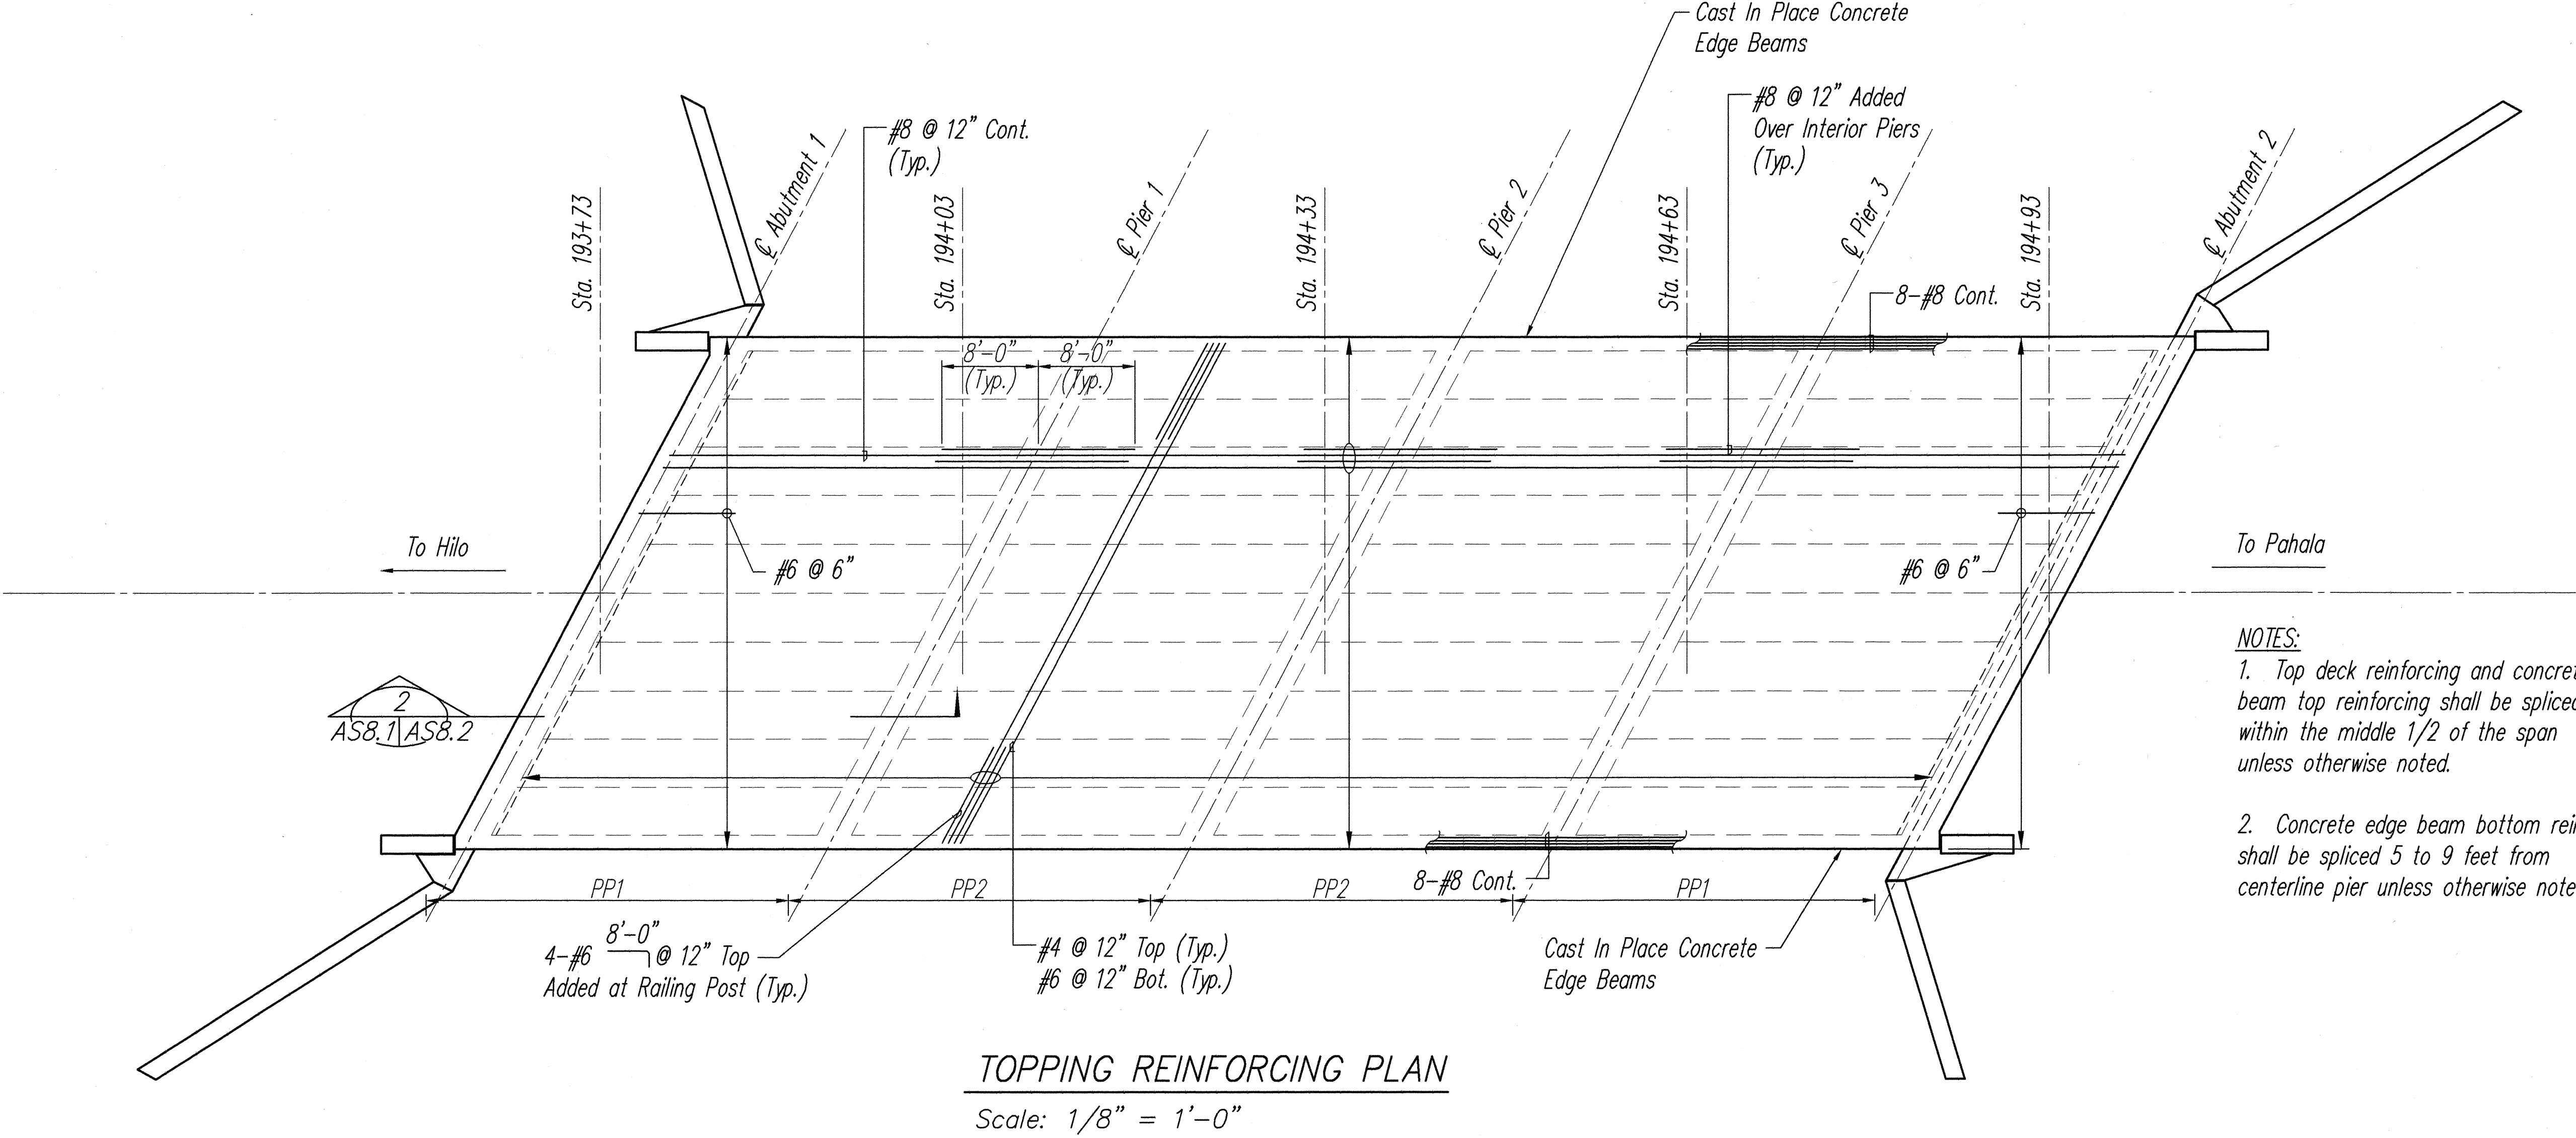 Cast In Place Concrete
Edge Beams
#8 @ 12" Added
Over Interior Piers
(Typ.)
#8 @ 12" Cont.
(Typ.)
℄ Abutment 1
℄ Pier 1
℄ Pier 2
℄ Pier 3
℄ Abutment 2
Sta. 193+73
Sta. 194+03
Sta. 194+33
Sta. 194+63
Sta. 194+93
8-#8 Cont.
8'-0"
(Typ.)
8'-0"
(Typ.)
To Hilo
#6 @ 6"
#6 @ 6"
To Pahala
2
AS8.1 AS8.2
NOTES:
1. Top deck reinforcing and
beam top reinforcing shall be
within the middle 1/2 of the span
unless otherwise noted.
2. Concrete edge beam bottom
shall be spliced 5 to 9 feet from
centerline pier unless otherwise
8-#8 Cont.
PP1
PP2
PP2
PP1
8'-0"
4-#6 @ 12" Top
Added at Railing Post (Typ.)
#4 @ 12" Top (Typ.)
#6 @ 12" Bot. (Typ.)
Cast In Place Concrete
Edge Beams
TOPPING REINFORCING PLAN
Scale: 1/8" = 1'-0"